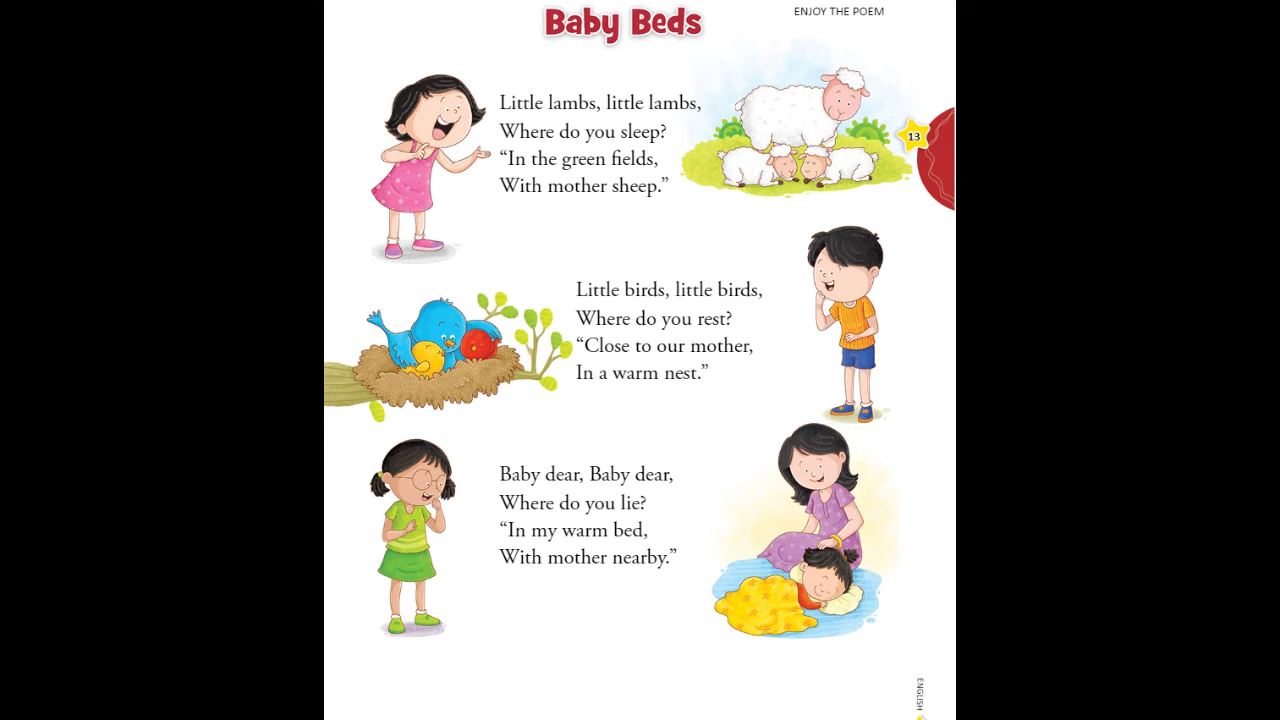 Baby Beds
ENJOY THE POEM
Little lambs, little lambs,
Where do you sleep?
“In the green fields,
With mother sheep.”
13
Little birds, little birds,
Where do you rest?
“Close to our mother,
In a warm nest.”
Baby dear, Baby dear,
Where do you lie?
“In my warm bed,
With mother nearby.”
ENGLISH